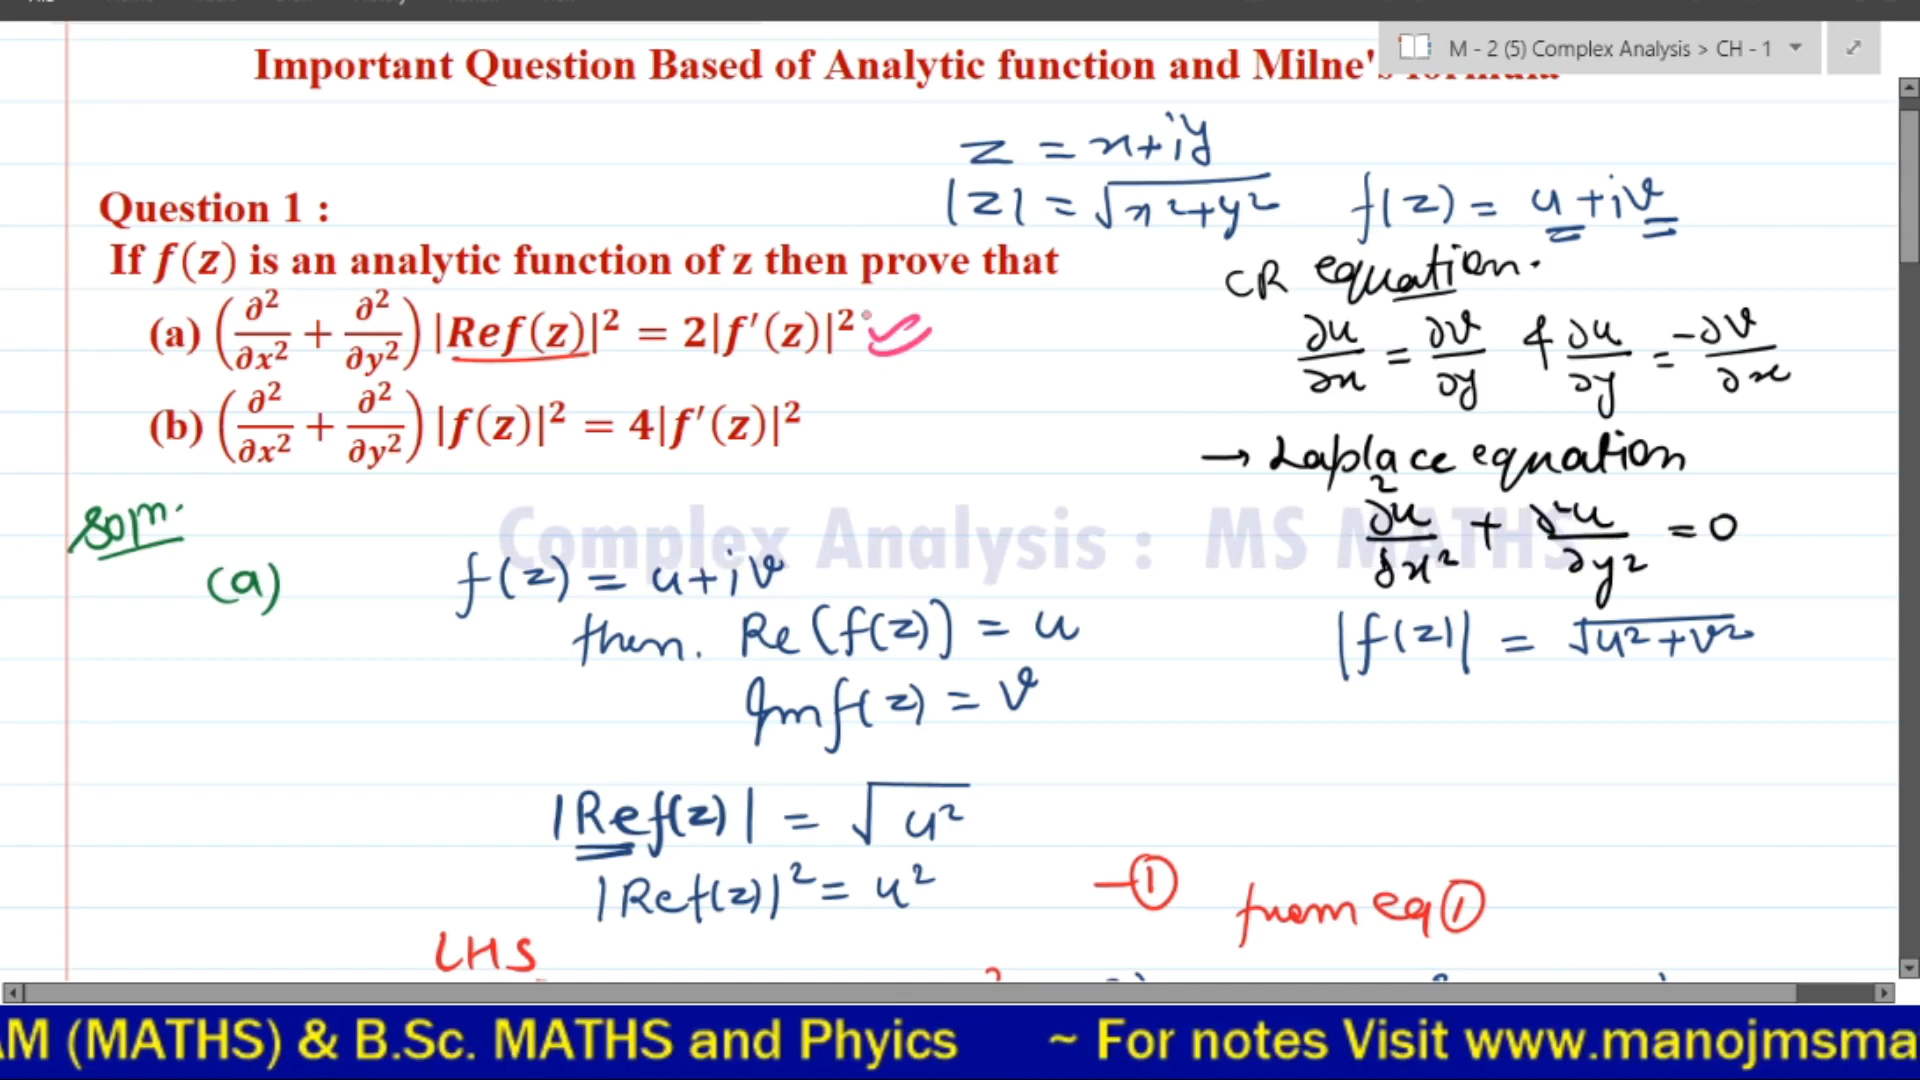 M - 2 (5) Complex Analysis > CH - 1
Important Question Based of Analytic function and Milne's formula
z = x+iy
|z| = √x²+y²
f(z) = u+iv
Question 1 :
If f(z) is an analytic function of z then prove that
CR equation.
(a) (∂²/∂x² + ∂²/∂y²) |Ref(z)|² = 2|f′(z)|²
∂u/∂x = ∂v/∂y & ∂u/∂y = -∂v/∂x
(b) (∂²/∂x² + ∂²/∂y²) |f(z)|² = 4|f′(z)|²
→ Laplace equation
∂²u/∂x² + ∂²u/∂y² = 0
Soln.
Complex Analysis : MS MATHS
(a) f(z) = u+iv
then. Re(f(z)) = u
|f(z)| = √u²+v²
Imf(z) = v
|Ref(z)| = √u²
|Ref(z)|² = u² —①
from eq ①
LHS
AM (MATHS) & B.Sc. MATHS and Phyics ~ For notes Visit www.manojmsma